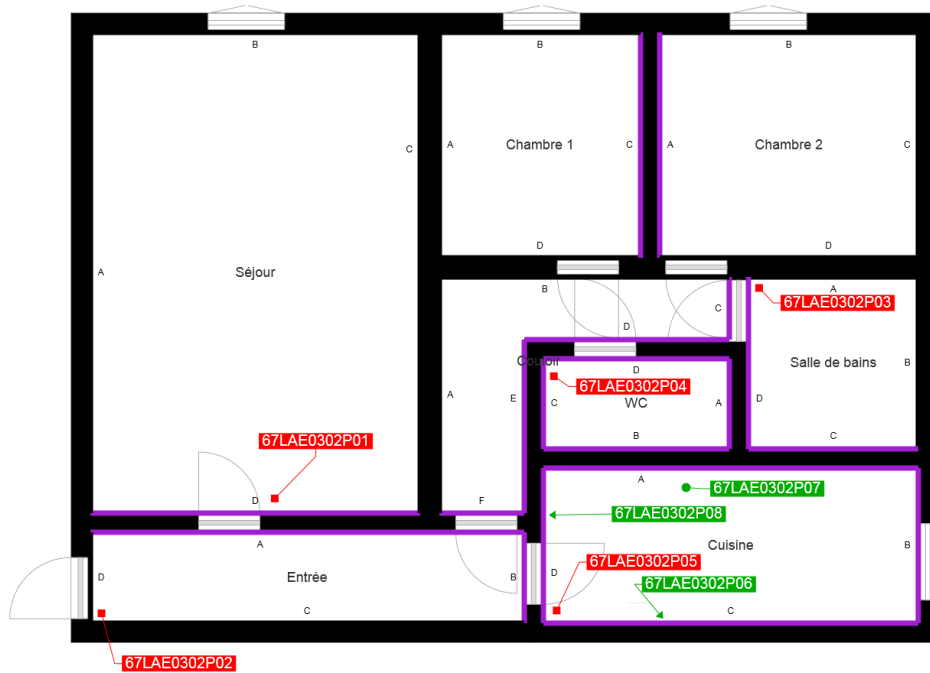 B
B
B
A
Chambre 1
C
A
Chambre 2
C
C
D
D
A
Séjour
B
A
67LAE0302P03
C
D
Couloir
Salle de bains
B
D
67LAE0302P04
A
E
C
WC
A
D
B
C
67LAE0302P01
D
F
A
67LAE0302P07
67LAE0302P08
A
Cuisine
B
D
Entrée
B
67LAE0302P05
D
67LAE0302P06
C
C
67LAE0302P02